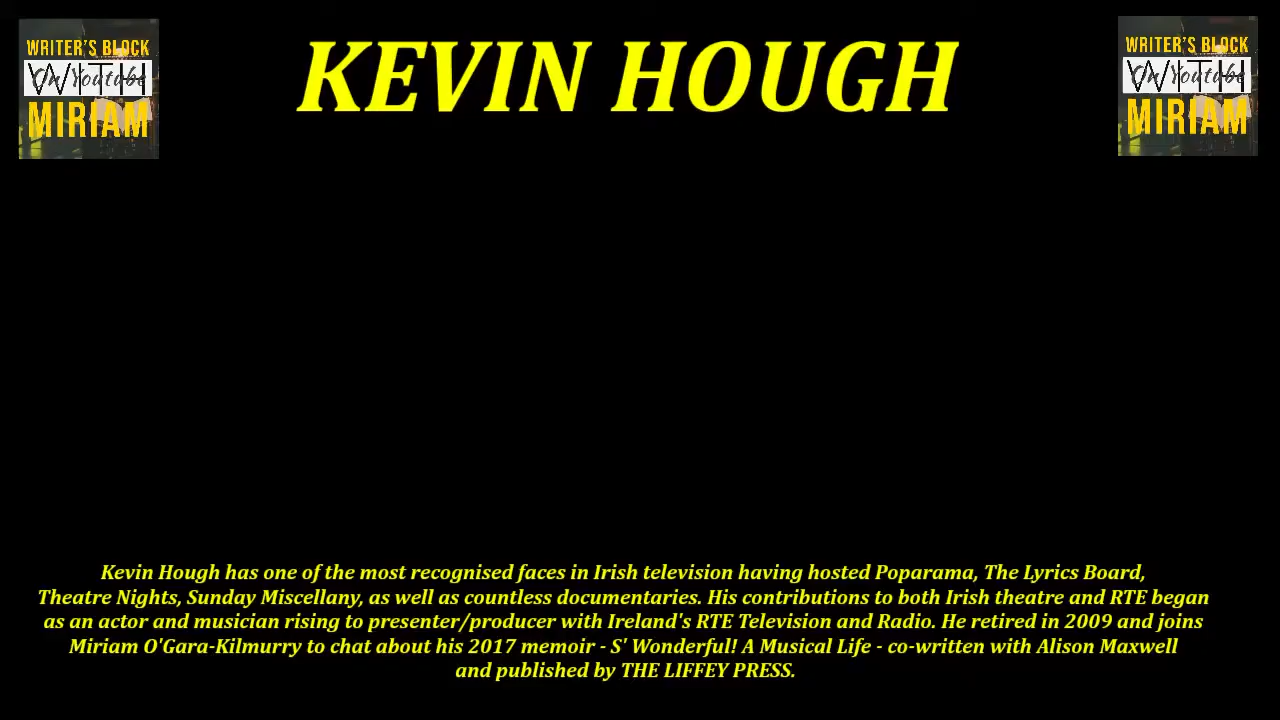 WRITER'S BLOCK
WITH
On Youtube
MIRIAM
KEVIN HOUGH
WRITER'S BLOCK
WITH
On Youtube
MIRIAM
Kevin Hough has one of the most recognised faces in Irish television having hosted Poparama, The Lyrics Board,
Theatre Nights, Sunday Miscellany, as well as countless documentaries. His contributions to both Irish theatre and RTE began
as an actor and musician rising to presenter/producer with Ireland's RTE Television and Radio. He retired in 2009 and joins
Miriam O'Gara-Kilmurry to chat about his 2017 memoir - S' Wonderful! A Musical Life - co-written with Alison Maxwell
and published by THE LIFFEY PRESS.